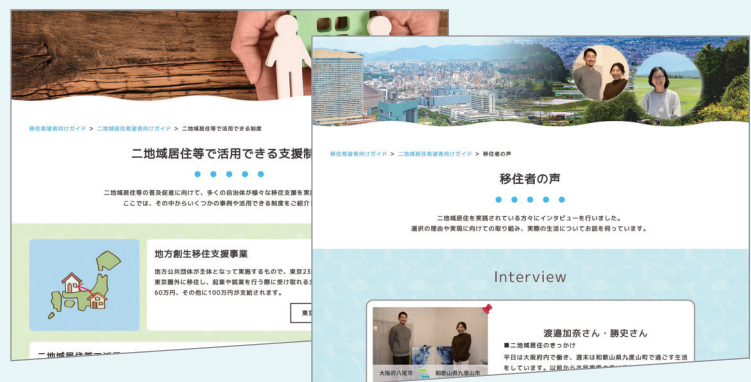 移住希望者向けガイド > 二地域居住希望者向けガイド > 二地域居住等で活用できる制度
二地域居住等で活用できる支援制
二地域居住等の普及促進に向けて、多くの自治体が様々な移住支援を実
ここでは、その中からいくつかの事例や活用できる制度をご紹介
地方創生移住支援事業
地方公共団体が主体となって実施するもので、東京23
東京圏外に移住し、起業や就業を行う際に受け取れる
60万円、その他に100万円が支給されます。
東
移住希望者向けガイド > 二地域居住希望者向けガイド > 移住者の声
移住者の声
二地域居住を実践されている方々にインタビューを行いました。
選択の理由や実現に向けての取り組み、実際の生活についてお話を伺っています。
Interview
渡邉加奈さん・勝史さん
■二地域居住のきっかけ
平日は大阪府内で働き、週末は和歌山県九度山町で過ごす生活
をしています。以前から
大阪府八尾市 和歌山県九度山市